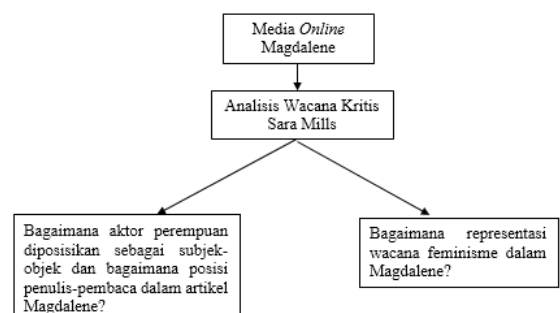 Media Online
Magdalene
Analisis Wacana Kritis
Sara Mills
Bagaimana aktor perempuan
diposisikan sebagai subjek-
objek dan bagaimana posisi
penulis-pembaca dalam artikel
Magdalene?
Bagaimana representasi
wacana feminisme dalam
Magdalene?